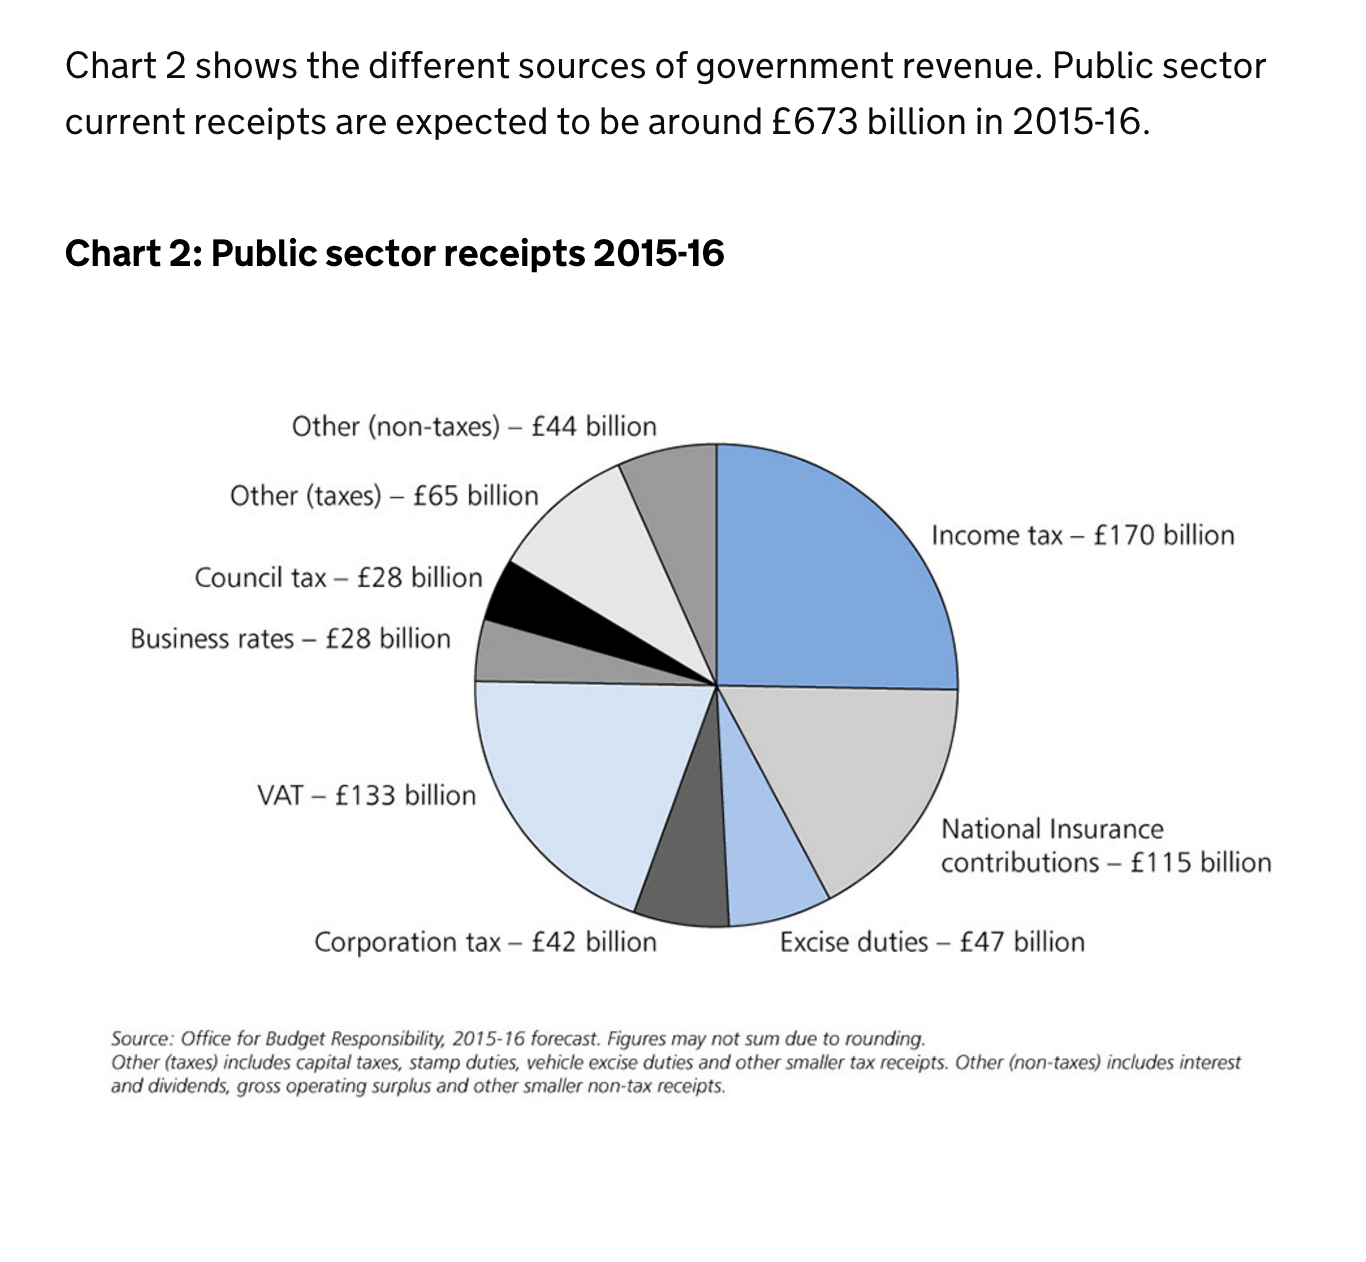 Chart 2 shows the different sources of government revenue. Public sector
current receipts are expected to be around £673 billion in 2015-16.
Chart 2: Public sector receipts 2015-16
Other (non-taxes) – £44 billion
Other (taxes) – £65 billion
Income tax – £170 billion
Council tax – £28 billion
Business rates – £28 billion
VAT – £133 billion
National Insurance
contributions – £115 billion
Corporation tax – £42 billion
Excise duties – £47 billion
Source: Office for Budget Responsibility, 2015-16 forecast. Figures may not sum due to rounding.
Other (taxes) includes capital taxes, stamp duties, vehicle excise duties and other smaller tax receipts. Other (non-taxes) includes interest
and dividends, gross operating surplus and other smaller non-tax receipts.